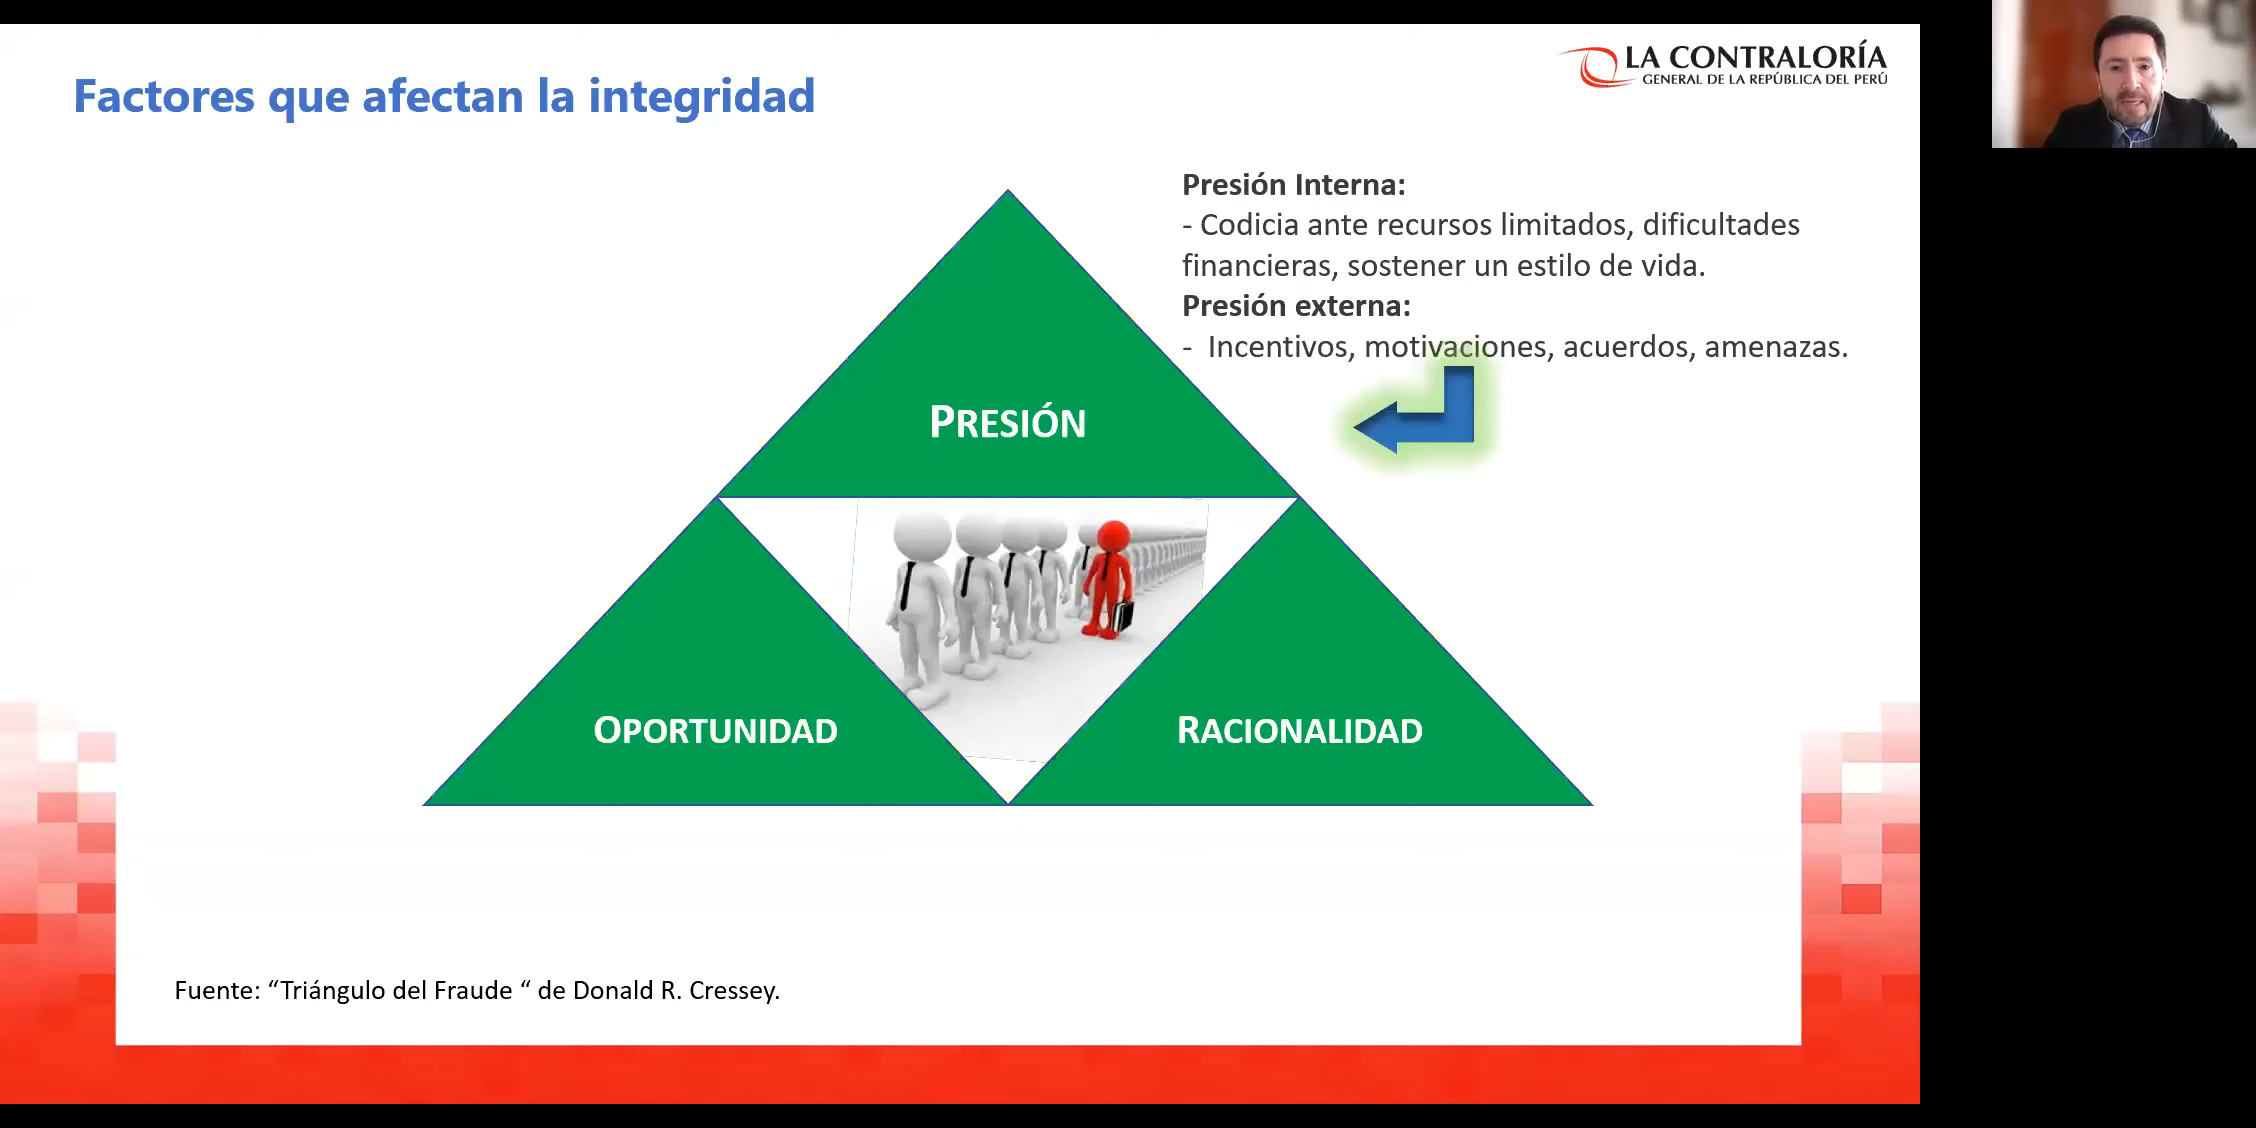 LA CONTRALORÍA
GENERAL DE LA REPÚBLICA DEL PERÚ
Factores que afectan la integridad
Presión Interna:
- Codicia ante recursos limitados, dificultades
financieras, sostener un estilo de vida.
Presión externa:
- Incentivos, motivaciones, acuerdos, amenazas.
PRESIÓN
OPORTUNIDAD
RACIONALIDAD
Fuente: “Triángulo del Fraude “ de Donald R. Cressey.